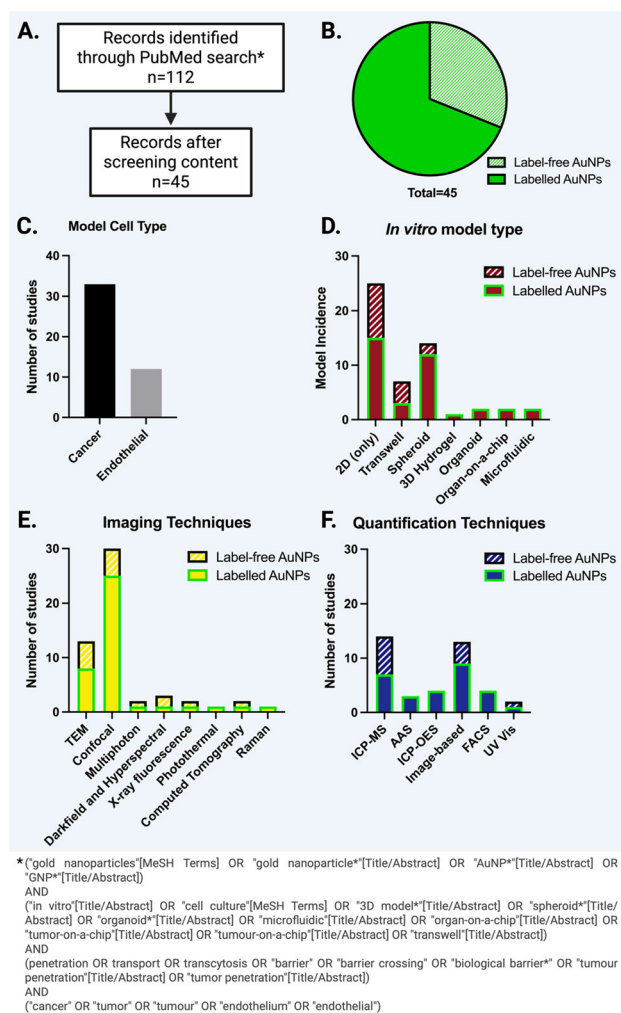 A.
Records identified
through PubMed search*
n=112
Records after
screening content
n=45
B.
Label-free AuNPs
Labelled AuNPs
Total=45
C.
Model Cell Type
Number of studies
40
30
20
10
0
Cancer
Endothelial
D.
In vitro model type
Model Incidence
30
20
10
0
Label-free AuNPs
Labelled AuNPs
2D (only)
Transwell
Spheroid
3D Hydrogel
Organoid
Organ-on-a-chip
Microfluidic
E.
Imaging Techniques
Number of studies
30
20
10
0
Label-free AuNPs
Labelled AuNPs
TEM
Confocal
Multiphoton
Darkfield and Hyperspectral
X-ray fluorescence
Photothermal
Computed Tomography
Raman
F.
Quantification Techniques
Number of studies
30
20
10
0
Label-free AuNPs
Labelled AuNPs
ICP-MS
AAS
ICP-OES
Image-based
FACS
UV Vis
*("gold nanoparticles"[MeSH Terms] OR "gold nanoparticle*"[Title/Abstract] OR "AuNP*"[Title/Abstract] OR
"GNP*"[Title/Abstract])
AND
("in vitro"[Title/Abstract] OR "cell culture"[MeSH Terms] OR "3D model*"[Title/Abstract] OR "spheroid*"[Title/
Abstract] OR "organoid*"[Title/Abstract] OR "microfluidic"[Title/Abstract] OR "organ-on-a-chip"[Title/Abstract] OR
"tumor-on-a-chip"[Title/Abstract] OR "tumour-on-a-chip"[Title/Abstract] OR "transwell"[Title/Abstract])
AND
(penetration OR transport OR transcytosis OR "barrier" OR "barrier crossing" OR "biological barrier*" OR "tumour
penetration"[Title/Abstract] OR "tumor penetration"[Title/Abstract])
AND
("cancer" OR "tumor" OR "tumour" OR "endothelium" OR "endothelial")